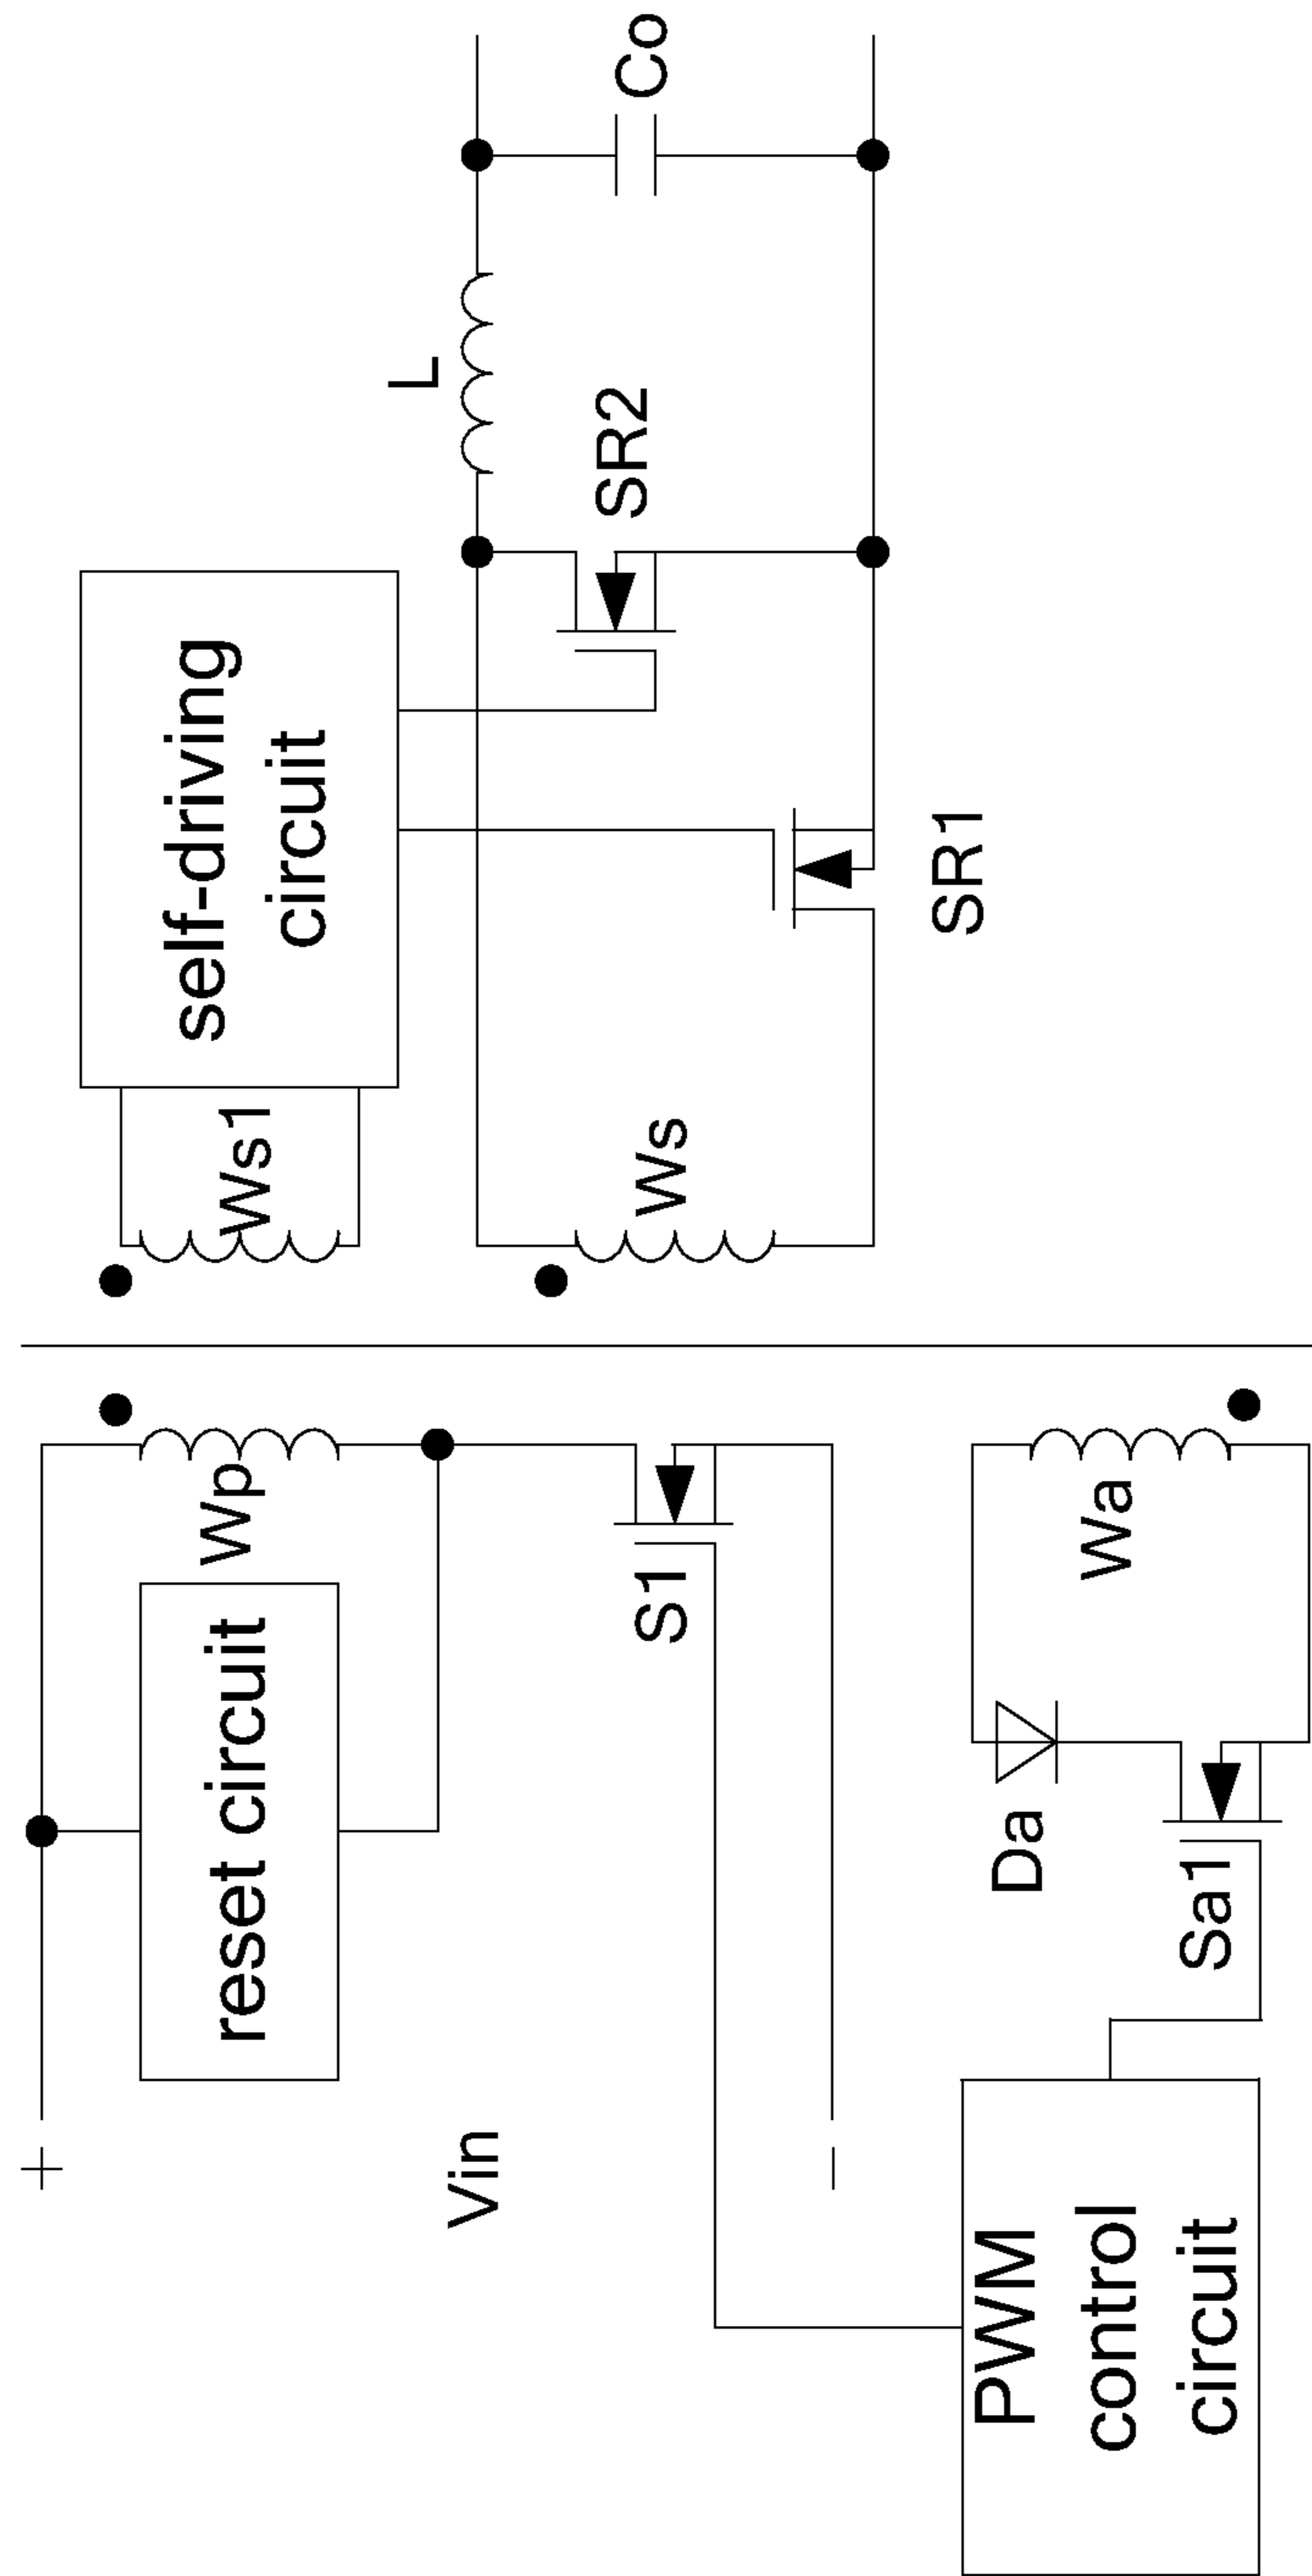 +
Vin
−
reset circuit
Wp
S1
PWM
control
circuit
Da
Sa1
Wa
Ws1
self-driving
circuit
Ws
SR1
SR2
L
Co